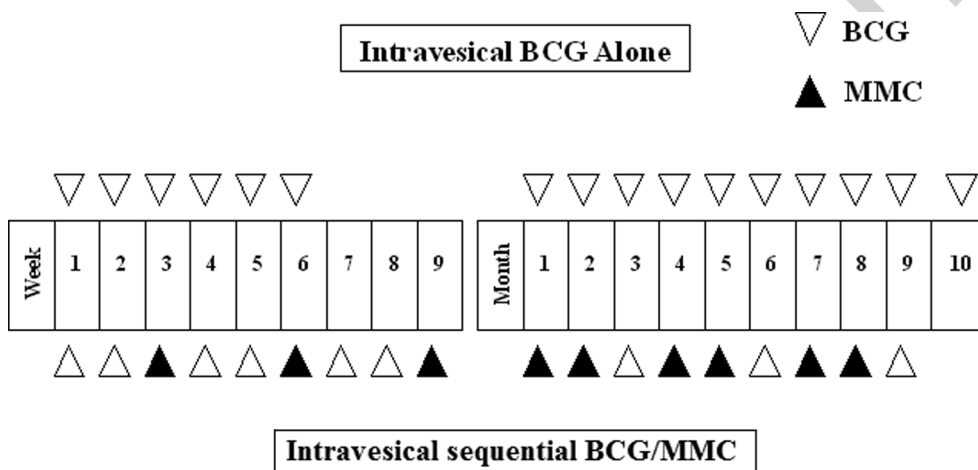 BCG
Intravesical BCG Alone
MMC
Week 1 2 3 4 5 6 7 8 9 Month 1 2 3 4 5 6 7 8 9 10
Intravesical sequential BCG/MMC